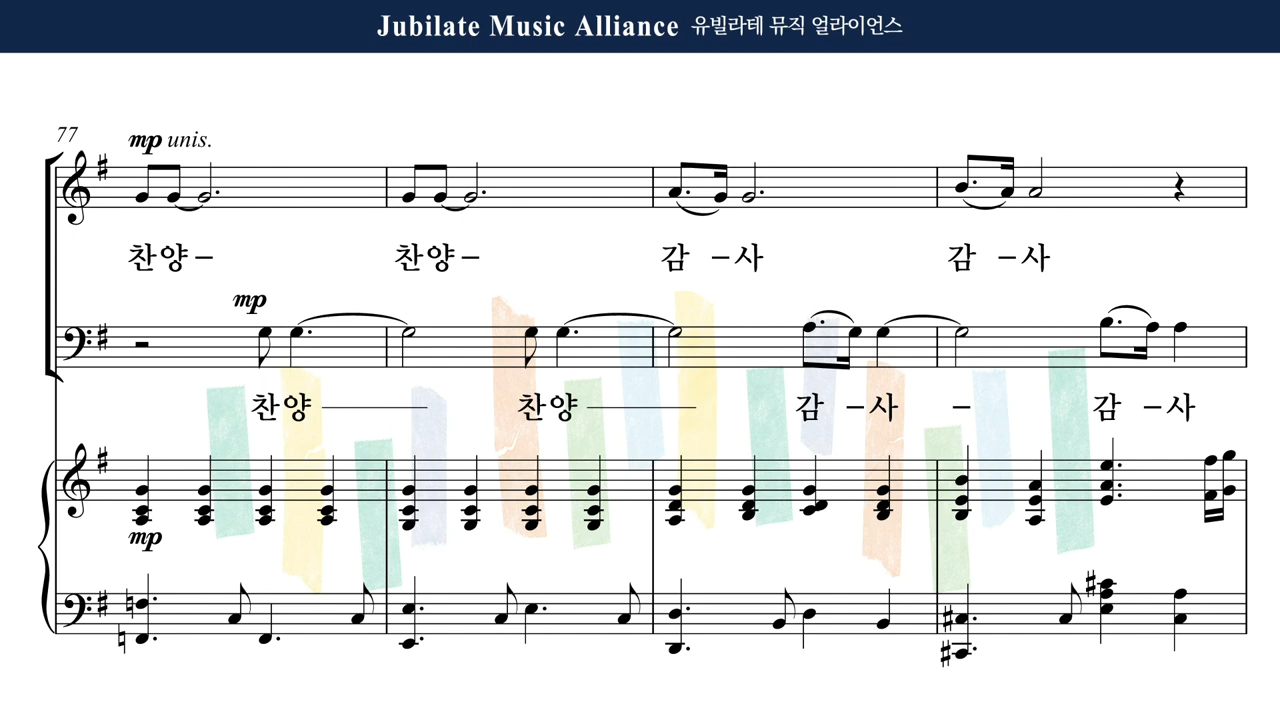 Jubilate Music Alliance 유빌라테 뮤직 얼라이언스
77
mp unis.
찬양– 찬양– 감 –사 감 –사
mp
찬양 찬양 감 –사 – 감 –사
mp